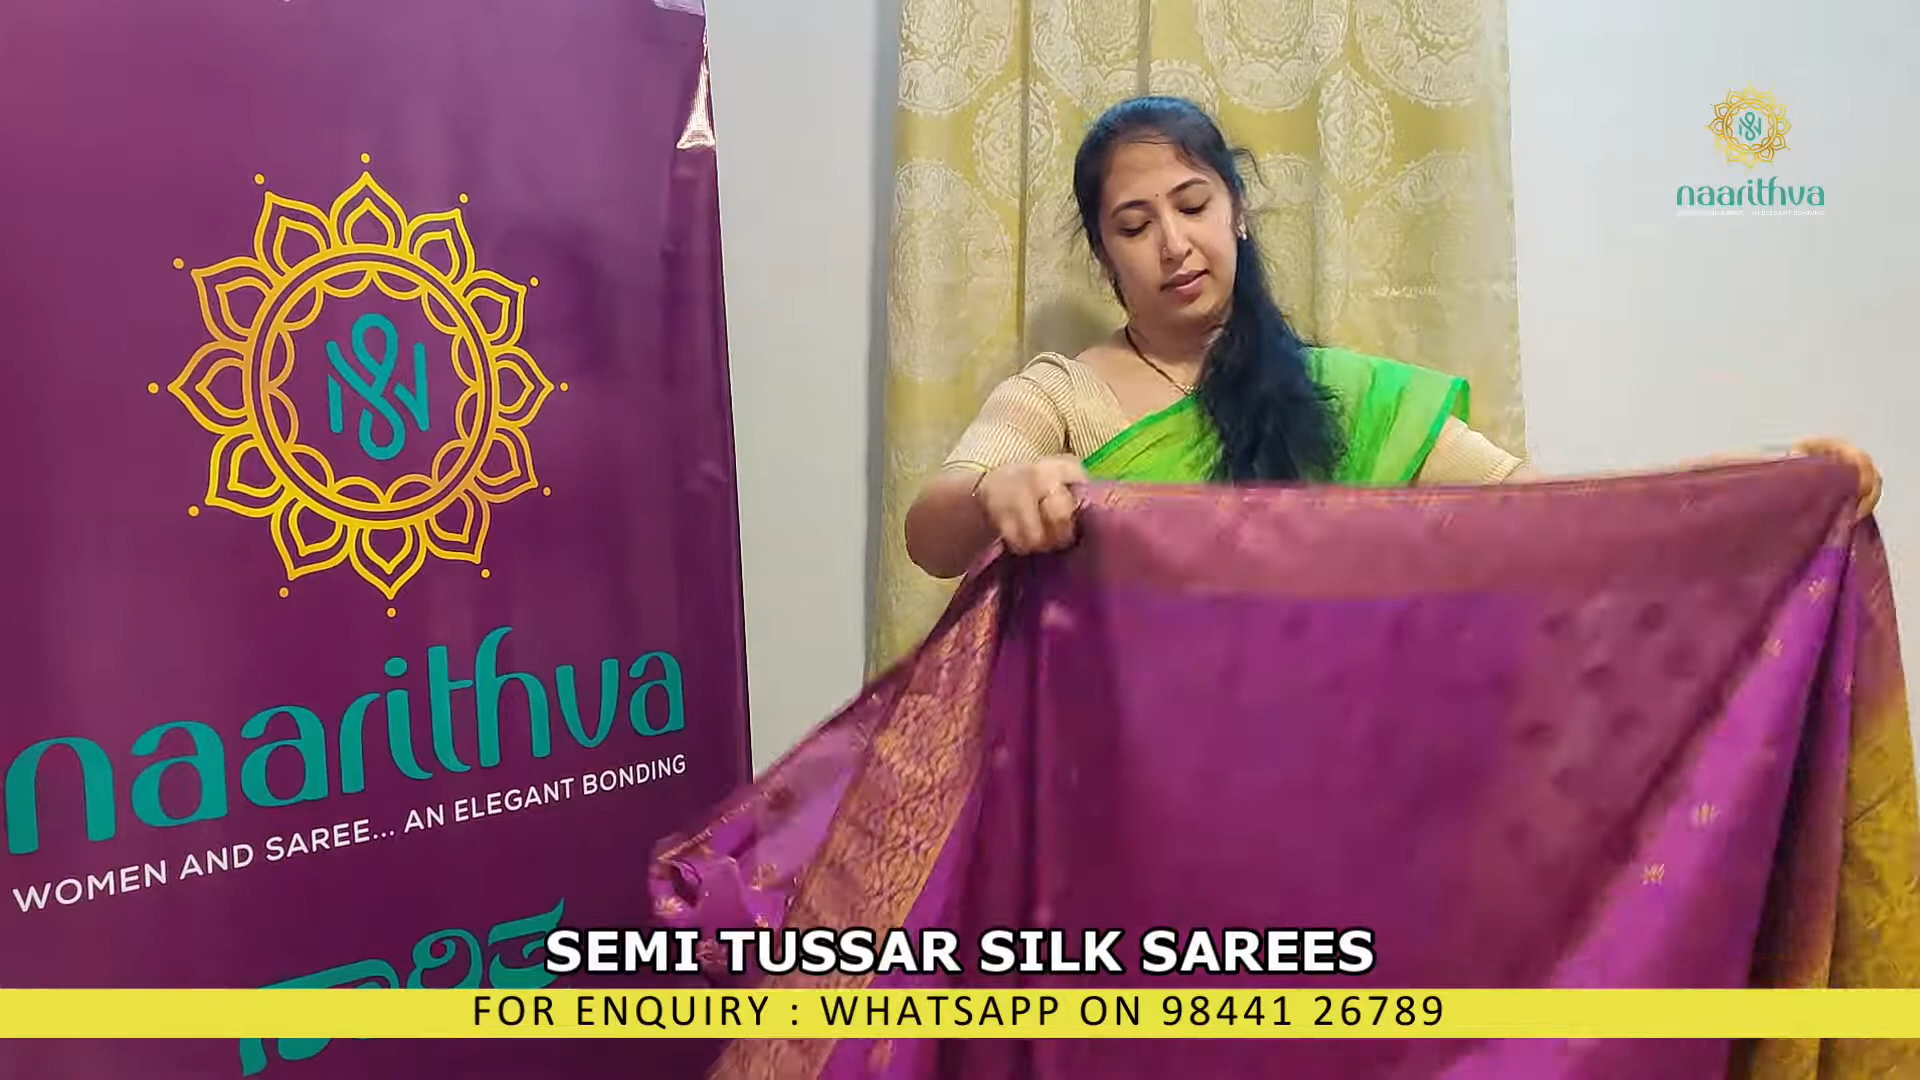 naarithva
WOMEN AND SAREE... AN ELEGANT BONDING
naarithva
SEMI TUSSAR SILK SAREES
FOR ENQUIRY : WHATSAPP ON 98441 26789